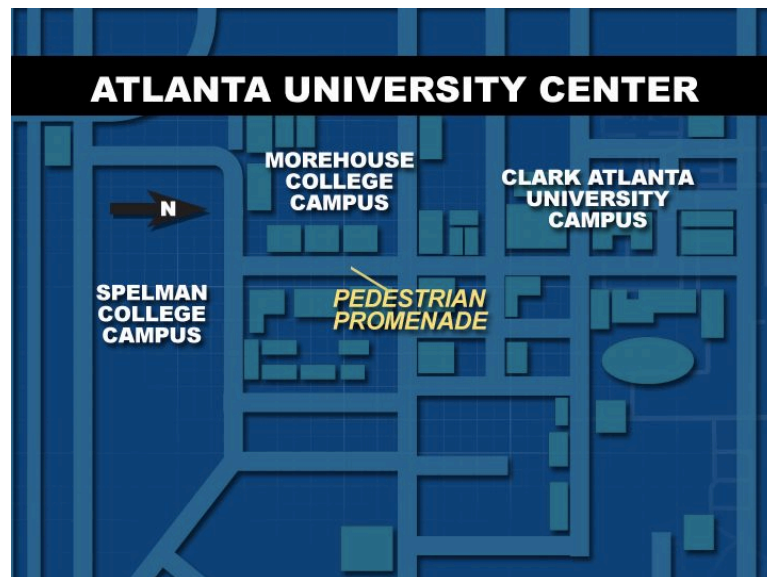 ATLANTA UNIVERSITY CENTER
MOREHOUSE
COLLEGE
CAMPUS
CLARK ATLANTA
UNIVERSITY
CAMPUS
N
SPELMAN
COLLEGE
CAMPUS
PEDESTRIAN
PROMENADE